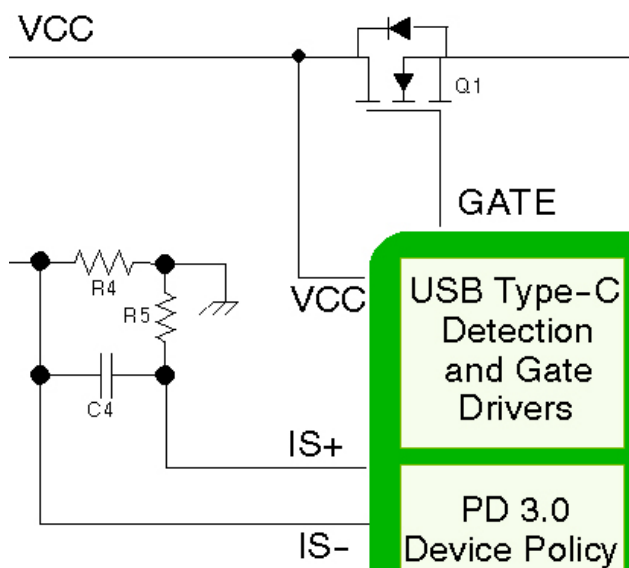 VCC
Q1
GATE
R4
VCC
R5
USB Type-C
Detection
and Gate
Drivers
C4
IS+
PD 3.0
Device Policy
IS-